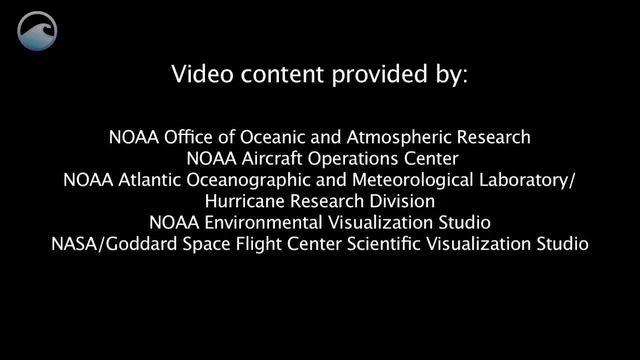 Video content provided by:
NOAA Office of Oceanic and Atmospheric Research
NOAA Aircraft Operations Center
NOAA Atlantic Oceanographic and Meteorological Laboratory/
Hurricane Research Division
NOAA Environmental Visualization Studio
NASA/Goddard Space Flight Center Scientific Visualization Studio